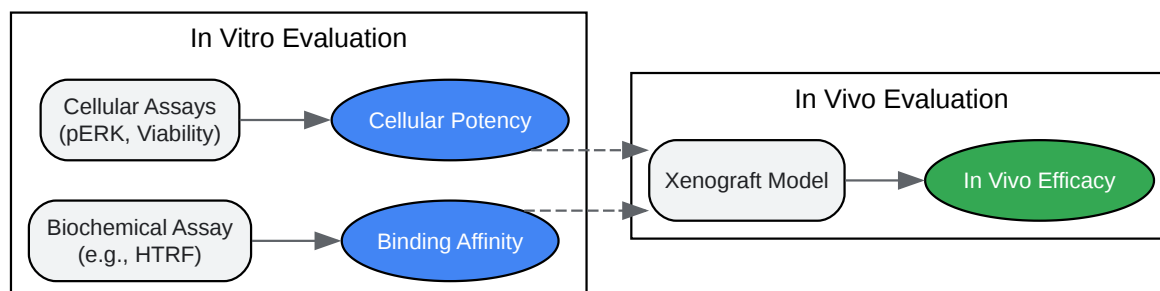 In Vitro Evaluation
Cellular Assays
(pERK, Viability)
Cellular Potency
Biochemical Assay
(e.g., HTRF)
Binding Affinity
In Vivo Evaluation
Xenograft Model
In Vivo Efficacy